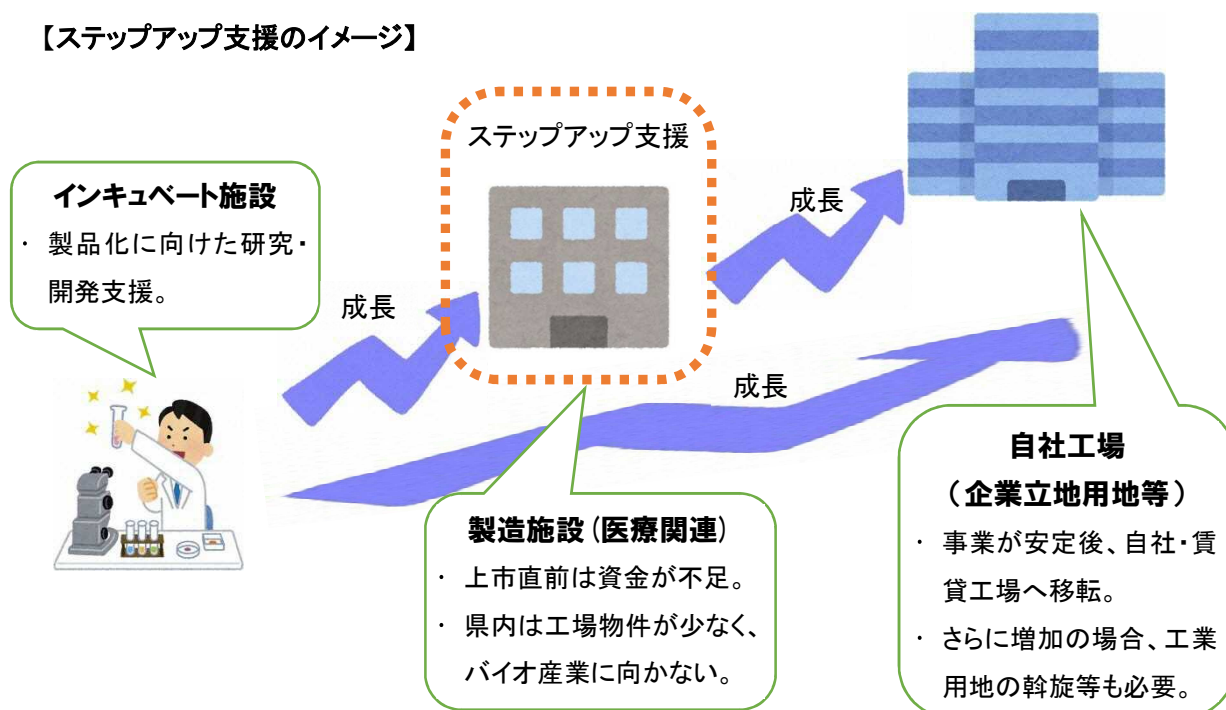 【ステップアップ支援のイメージ】
ステップアップ支援
インキュベート施設
・ 製品化に向けた研究・
開発支援。
成長
成長
成長
製造施設(医療関連)
・ 上市直前は資金が不足。
・ 県内は工場物件が少なく、
バイオ産業に向かない。
自社工場
（企業立地用地等）
・ 事業が安定後、自社・賃
貸工場へ移転。
・ さらに増加の場合、工業
用地の斡旋等も必要。